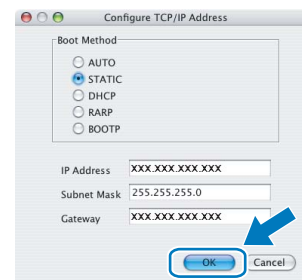 Configure TCP/IP Address
Boot Method
AUTO
STATIC
DHCP
RARP
BOOTP
IP Address XXX.XXX.XXX.XXX
Subnet Mask 255.255.255.0
Gateway XXX.XXX.XXX.XXX
OK Cancel